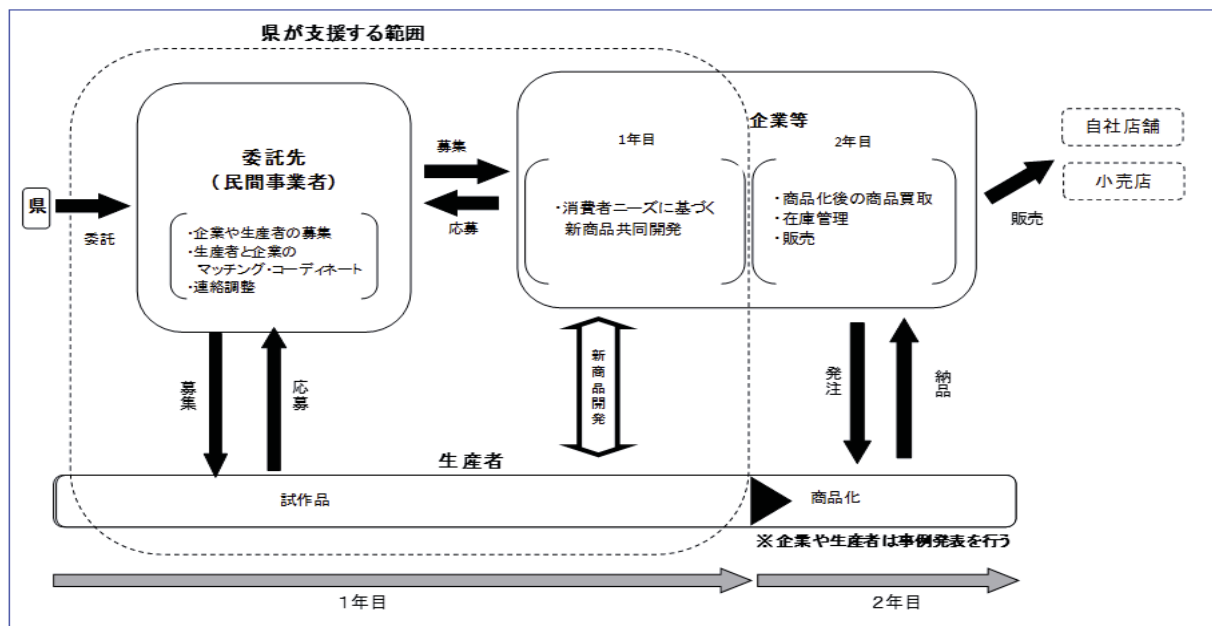 県が支援する範囲
企業等
委託先
（民間事業者）
・企業や生産者の募集
・生産者と企業の
マッチング・コーディネート
・連絡調整
県
委託
募集
応募
1年目
・消費者ニーズに基づく
新商品共同開発
2年目
・商品化後の商品買取
・在庫管理
・販売
販売
自社店舗
小売店
募集
応募
新商品開発
発注
納品
生産者
試作品
商品化
※企業や生産者は事例発表を行う
１年目
２年目